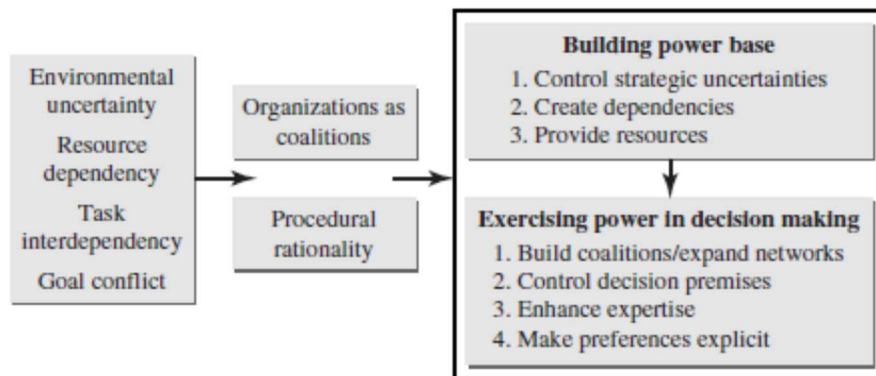 Environmental
uncertainty
Resource
dependency
Task
interdependency
Goal conflict
Organizations as
coalitions
Procedural
rationality
Building power base
1. Control strategic uncertainties
2. Create dependencies
3. Provide resources
Exercising power in decision making
1. Build coalitions/expand networks
2. Control decision premises
3. Enhance expertise
4. Make preferences explicit